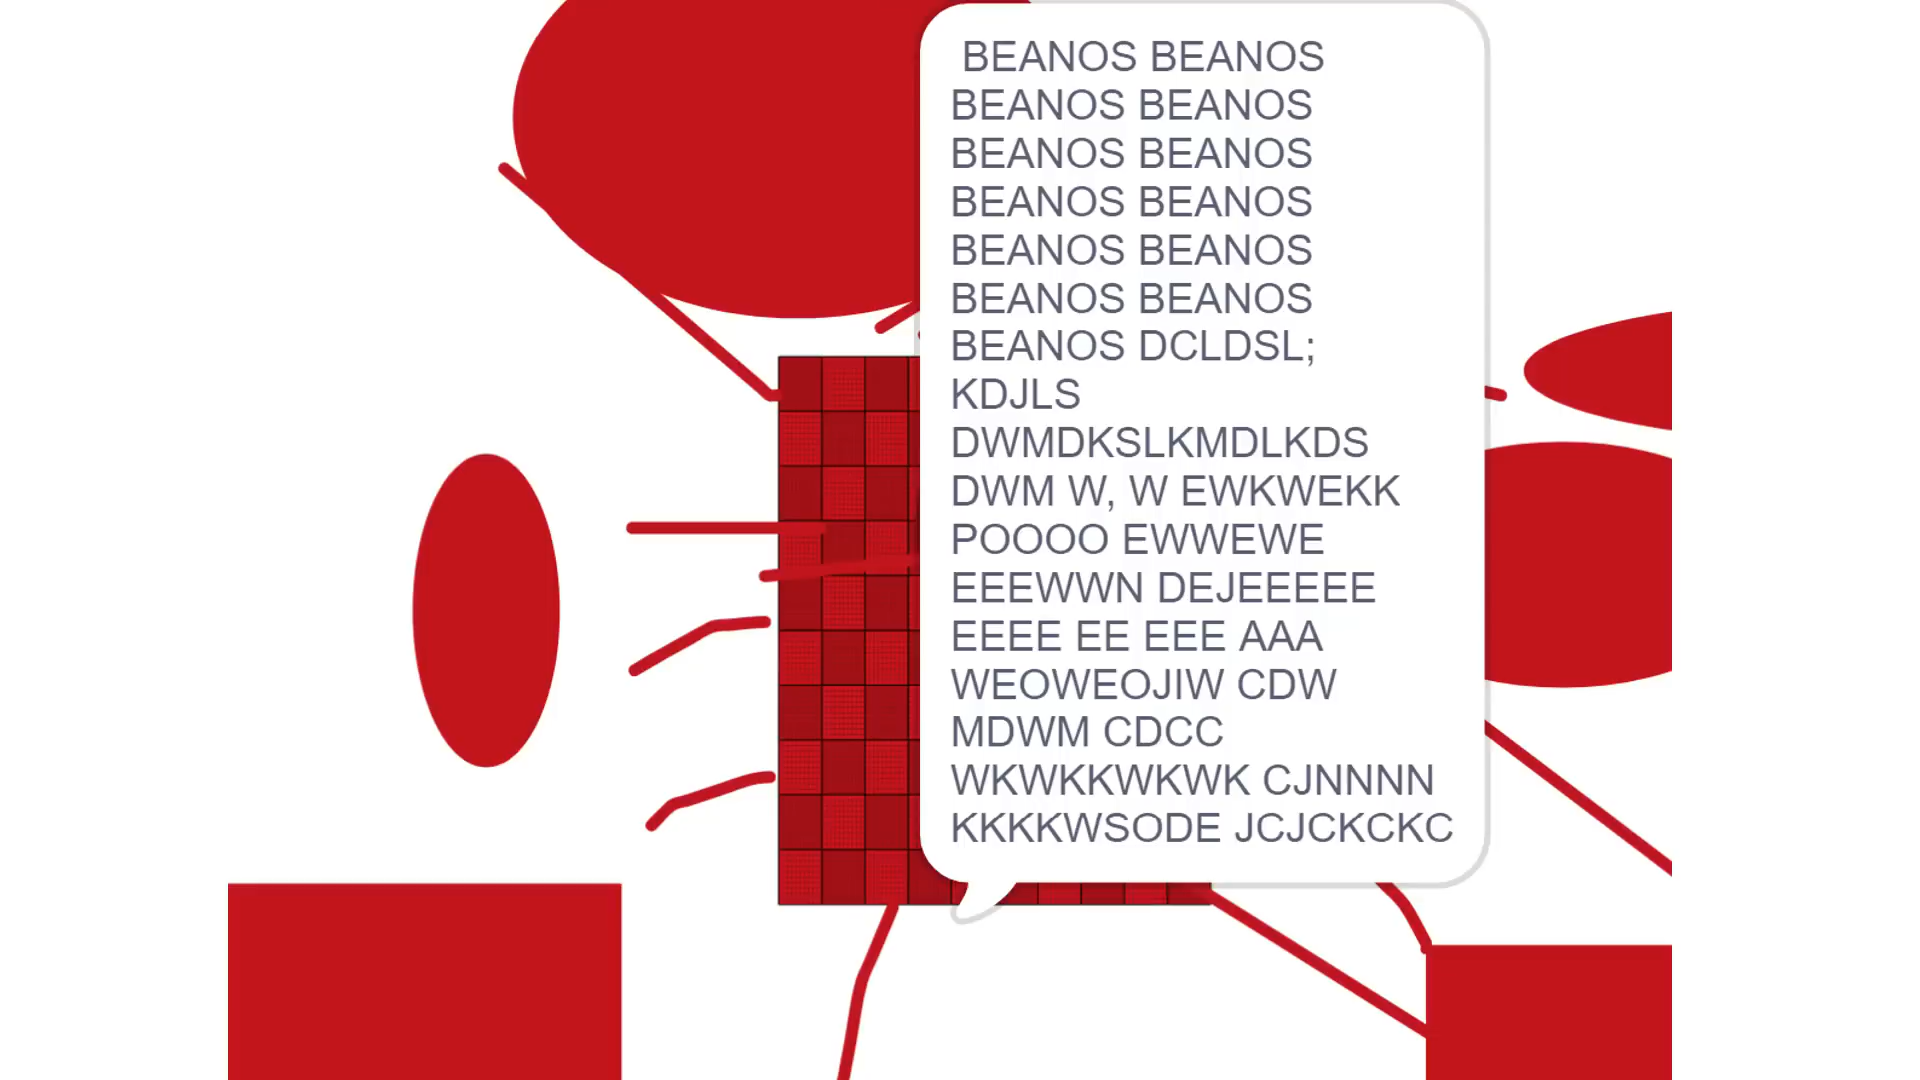 BEANOS BEANOS
BEANOS BEANOS
BEANOS BEANOS
BEANOS BEANOS
BEANOS BEANOS
BEANOS BEANOS
BEANOS DCLDSL;
KDJLS
DWMDKSLKMDLKDS
DWM W, W EWKWEKK
POOOO EWWEWE
EEEWWN DEJEEEEE
EEEE EE EEE AAA
WEOWEOJIW CDW
MDWM CDCC
WKWKKWKWK CJNNNN
KKKKWSODE JCJCKCKC